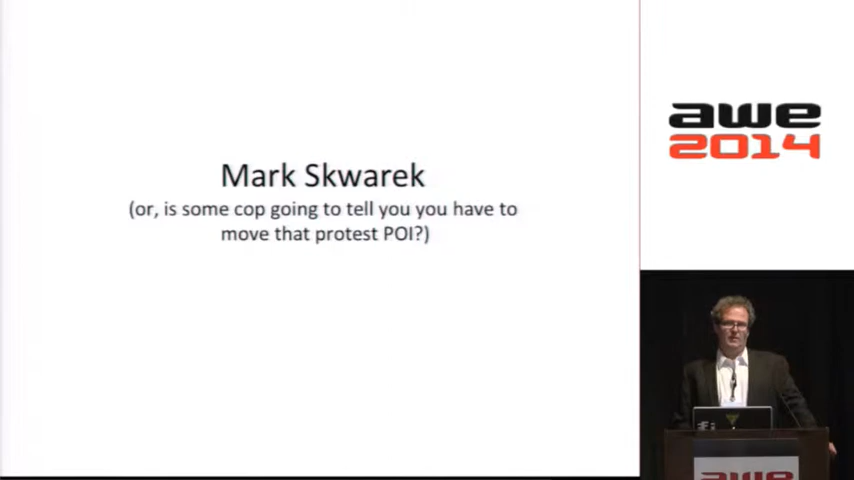 Mark Skwarek
(or, is some cop going to tell you you have to
move that protest POI?)
awe
2014
awe